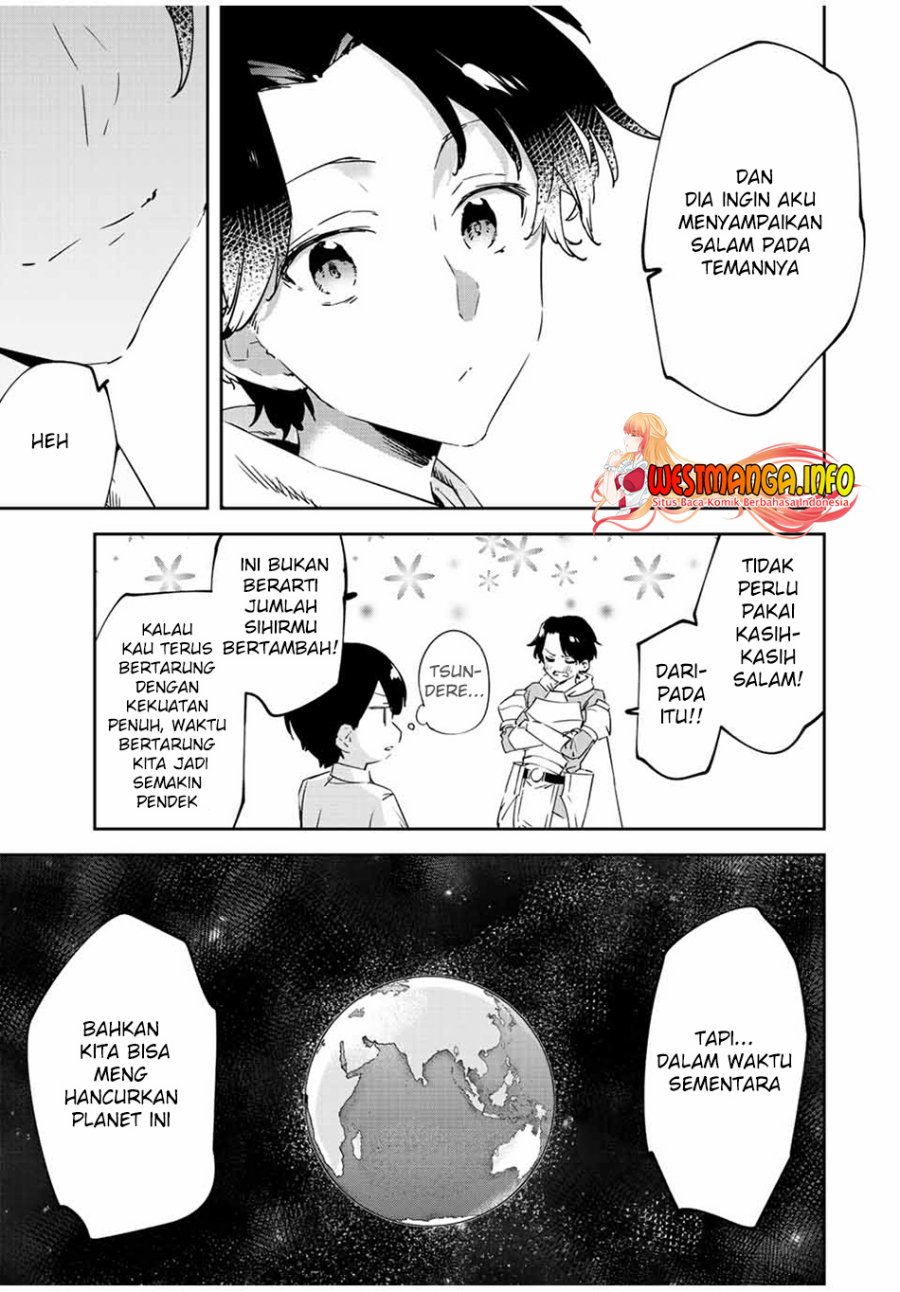 DAN
DIA INGIN AKU
MENYAMPAIKAN
SALAM PADA
TEMANNYA
HEH
WESTMANGA.INFO
Situs Baca Komik Berbahasa Indonesia
TIDAK
PERLU
PAKAI
KASIH-
KASIH
SALAM!
DARI-
PADA
ITU!!
TSUN-
DERE...
INI BUKAN
BERARTI
JUMLAH
SIHIRMU
BERTAMBAH!
KALAU
KAU TERUS
BERTARUNG
DENGAN
KEKUATAN
PENUH, WAKTU
BERTARUNG
KITA JADI
SEMAKIN
PENDEK
TAPI...
DALAM WAKTU
SEMENTARA
BAHKAN
KITA BISA
MENG
HANCURKAN
PLANET INI